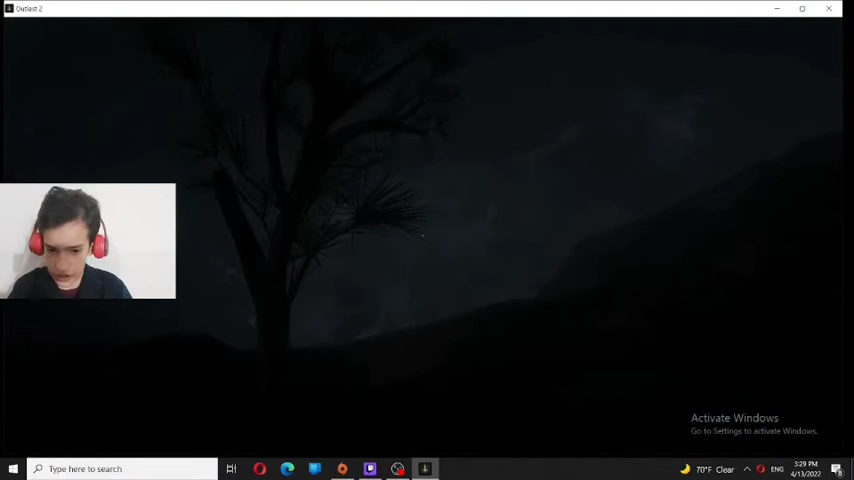 Outlast 2
Activate Windows
Go to Settings to activate Windows.
Type here to search
70°F Clear
ENG
3:29 PM
4/13/2022